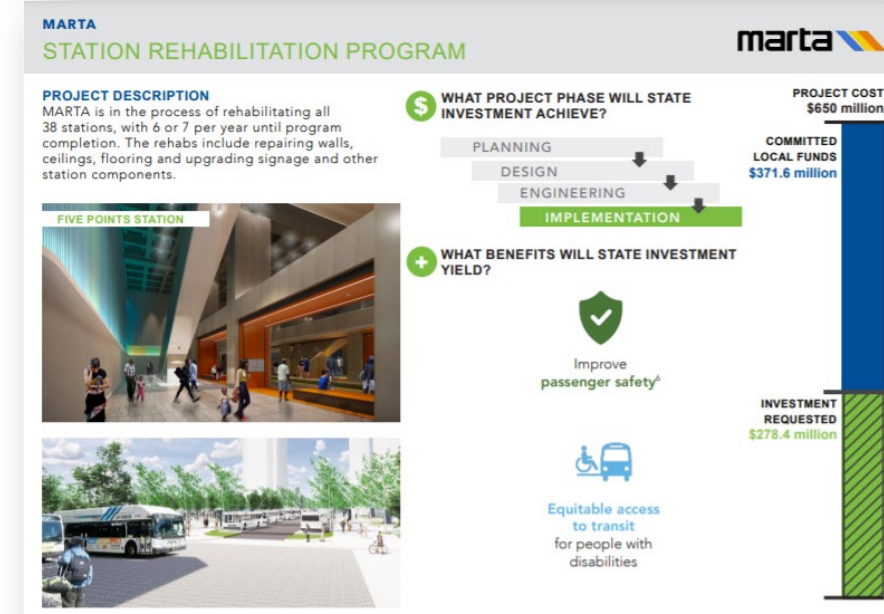 MARTA
STATION REHABILITATION PROGRAM
marta
PROJECT DESCRIPTION
MARTA is in the process of rehabilitating all
38 stations, with 6 or 7 per year until program
completion. The rehabs include repairing walls,
ceilings, flooring and upgrading signage and other
station components.
FIVE POINTS STATION
$
WHAT PROJECT PHASE WILL STATE
INVESTMENT ACHIEVE?
PLANNING
DESIGN
ENGINEERING
IMPLEMENTATION
+
WHAT BENEFITS WILL STATE INVESTMENT
YIELD?
Improve
passenger safety⁶
Equitable access
to transit
for people with
disabilities
PROJECT COST
$650 million
COMMITTED
LOCAL FUNDS
$371.6 million
INVESTMENT
REQUESTED
$278.4 million